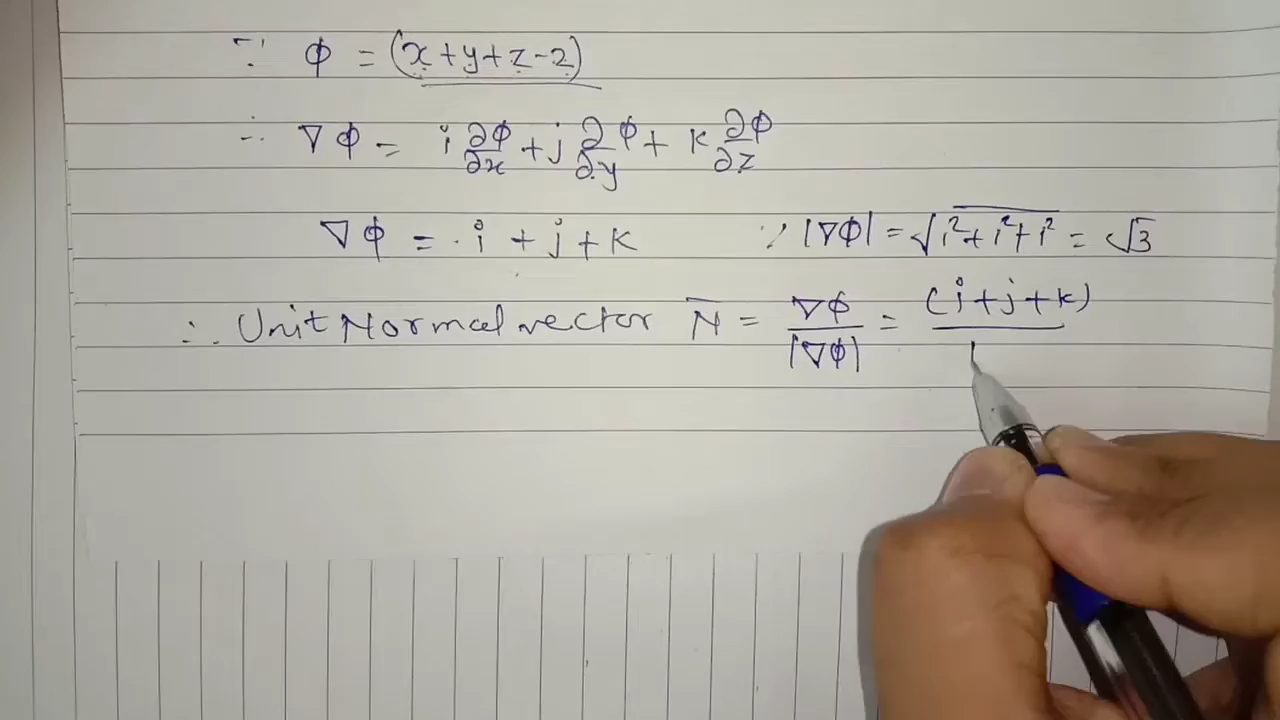 ∵ ϕ = (x+y+z-2)
∴ ∇ϕ = i ∂ϕ/∂x + j ∂ϕ/∂y + k ∂ϕ/∂z
∇ϕ = i + j + k ∵ |∇ϕ| = √(i²+i²+i²) = √3
∴ Unit Normal vector N̅ = ∇ϕ/|∇ϕ| = (i+j+k)/